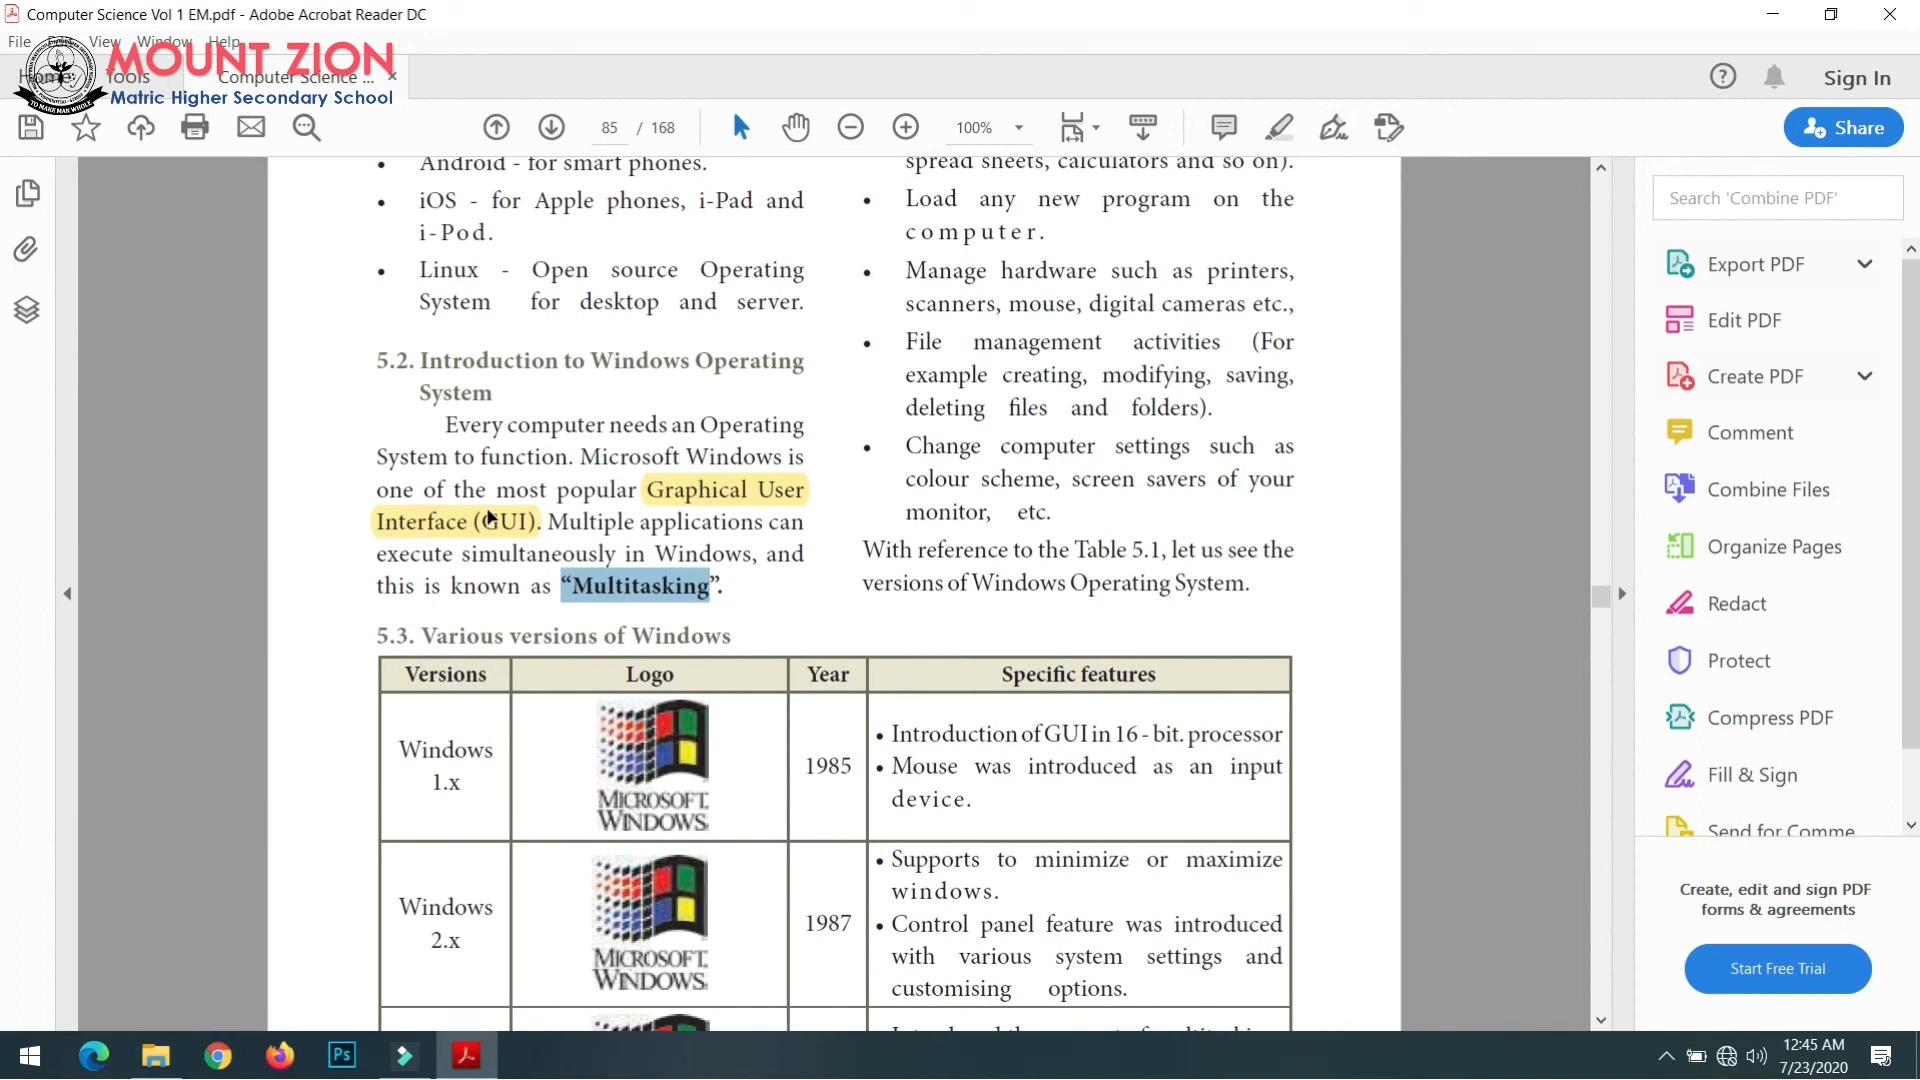 Computer Science Vol 1 EM.pdf - Adobe Acrobat Reader DC
File View Window Help
MOUNT ZION
Matric Higher Secondary School
TO MAKE MAN WHOLE
Home Tools Computer Science ... ×
Sign In
85 / 168
100%
Share
Android - for smart phones.
iOS - for Apple phones, i-Pad and
i-Pod.
Linux - Open source Operating
System for desktop and server.
5.2. Introduction to Windows Operating
System
Every computer needs an Operating
System to function. Microsoft Windows is
one of the most popular Graphical User
Interface (GUI). Multiple applications can
execute simultaneously in Windows, and
this is known as “Multitasking”.
spread sheets, calculators and so on).
• Load any new program on the
computer.
• Manage hardware such as printers,
scanners, mouse, digital cameras etc.,
• File management activities (For
example creating, modifying, saving,
deleting files and folders).
• Change computer settings such as
colour scheme, screen savers of your
monitor, etc.
With reference to the Table 5.1, let us see the
versions of Windows Operating System.
5.3. Various versions of Windows
Versions Logo Year Specific features
Windows
1.x
MICROSOFT.
WINDOWS.
1985
• Introduction of GUI in 16 - bit. processor
• Mouse was introduced as an input
device.
Windows
2.x
MICROSOFT.
WINDOWS.
1987
• Supports to minimize or maximize
windows.
• Control panel feature was introduced
with various system settings and
customising options.
Search 'Combine PDF'
Export PDF
Edit PDF
Create PDF
Comment
Combine Files
Organize Pages
Redact
Protect
Compress PDF
Fill & Sign
Send for Comme
Create, edit and sign PDF
forms & agreements
Start Free Trial
Ps
12:45 AM
7/23/2020